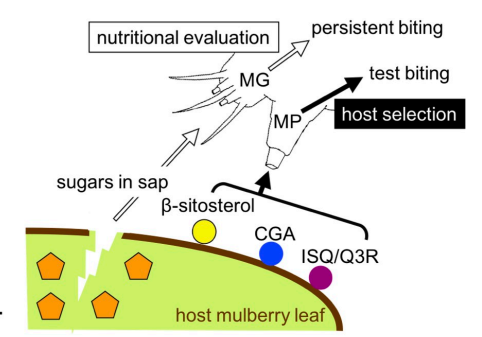 nutritional evaluation
persistent biting
MG
test biting
MP
host selection
sugars in sap
β-sitosterol
CGA
ISQ/Q3R
host mulberry leaf